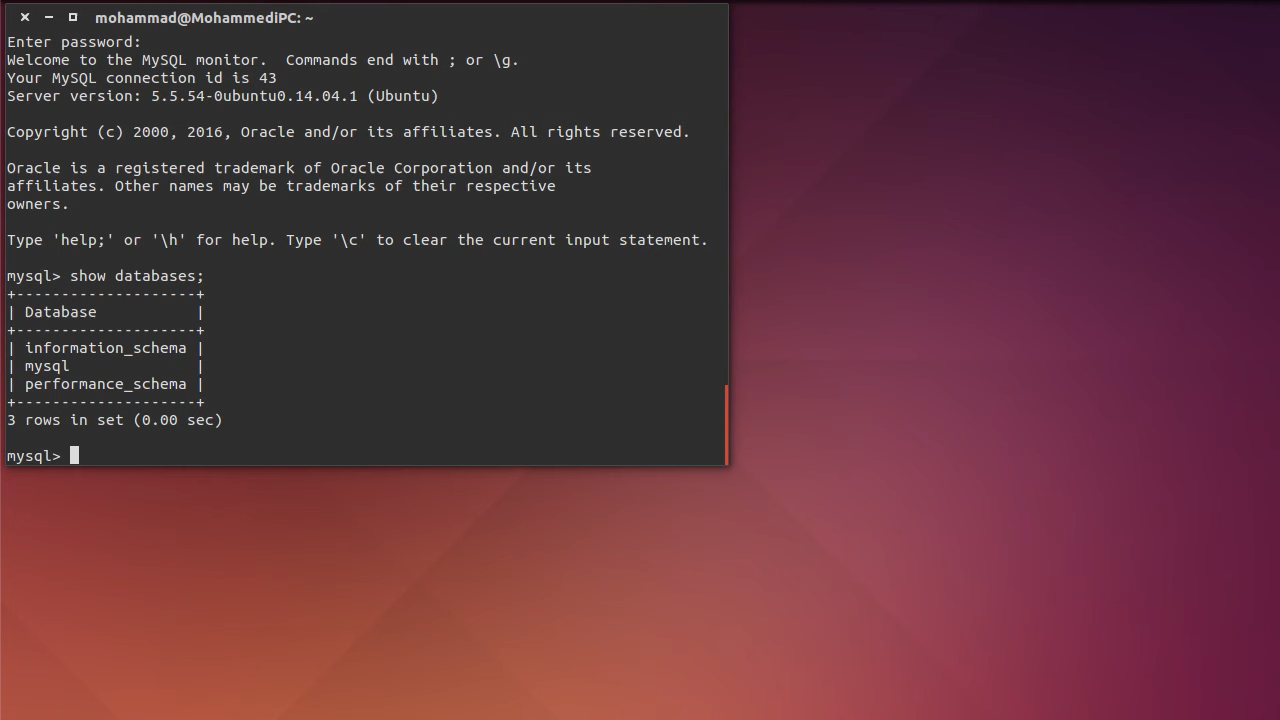 mohammad@MohammediPC: ~
Enter password:
Welcome to the MySQL monitor.  Commands end with ; or \g.
Your MySQL connection id is 43
Server version: 5.5.54-0ubuntu0.14.04.1 (Ubuntu)
Copyright (c) 2000, 2016, Oracle and/or its affiliates. All rights reserved.
Oracle is a registered trademark of Oracle Corporation and/or its
affiliates. Other names may be trademarks of their respective
owners.
Type 'help;' or '\h' for help. Type '\c' to clear the current input statement.
mysql> show databases;
+--------------------+
| Database           |
+--------------------+
| information_schema |
| mysql              |
| performance_schema |
+--------------------+
3 rows in set (0.00 sec)
mysql>